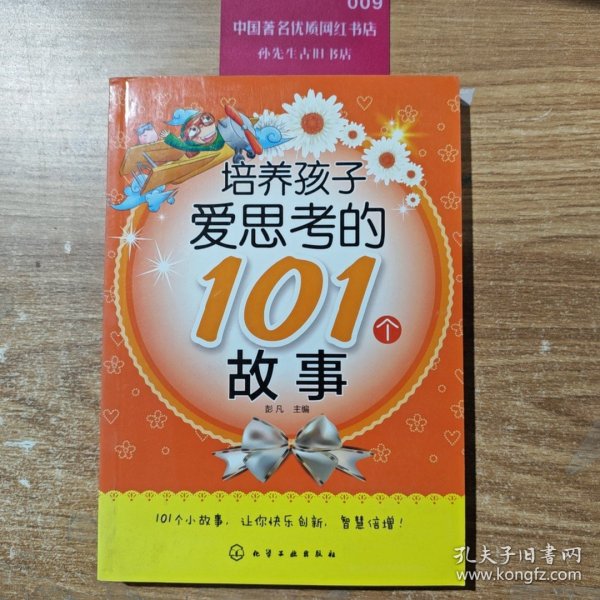 009
中国著名优质网红书店
孙先生古旧书店
培养孩子
爱思考的
101个
故事
彭凡 主编
101个小故事，让你快乐创新，智慧倍增！
化学工业出版社
孔夫子旧书网
www.kongfz.com